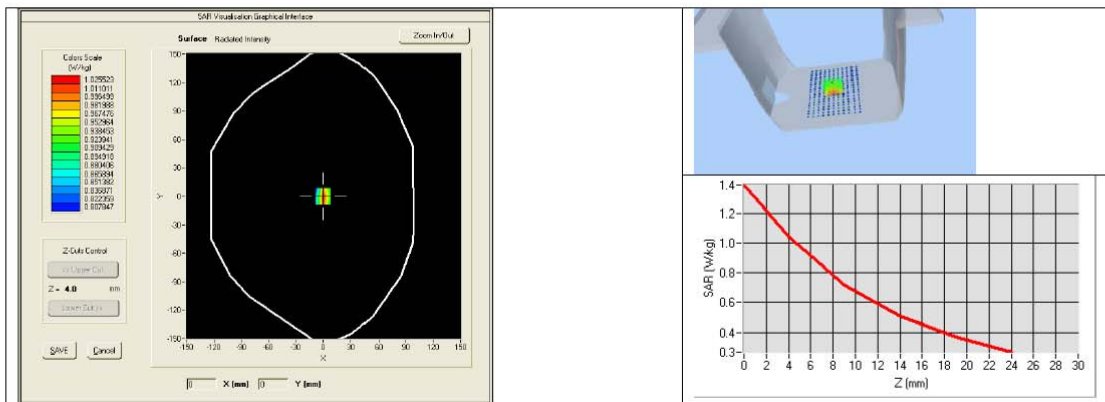 SAR Visualisation Graphical Interface
Surface Radiated Intensity
Zoom In/Out
Colors Scale
(W/kg)
1.025523
1.011011
0.996499
0.981988
0.967476
0.952964
0.938453
0.923941
0.909429
0.894918
0.880406
0.865894
0.851382
0.836871
0.822359
0.807847
150
120
90
60
30
Y
0
-30
-60
-90
-120
-150
-150 -120 -90 -60 -30 0 30 60 90 120 150
X
Z-Cuts Control
Z = 4.0 mm
SAVE Cancel
0 X (mm) 0 Y (mm)
SAR (W/kg)
1.4
1.2
1.0
0.8
0.6
0.4
0.3
0 2 4 6 8 10 12 14 16 18 20 22 24 26 28 30
Z (mm)